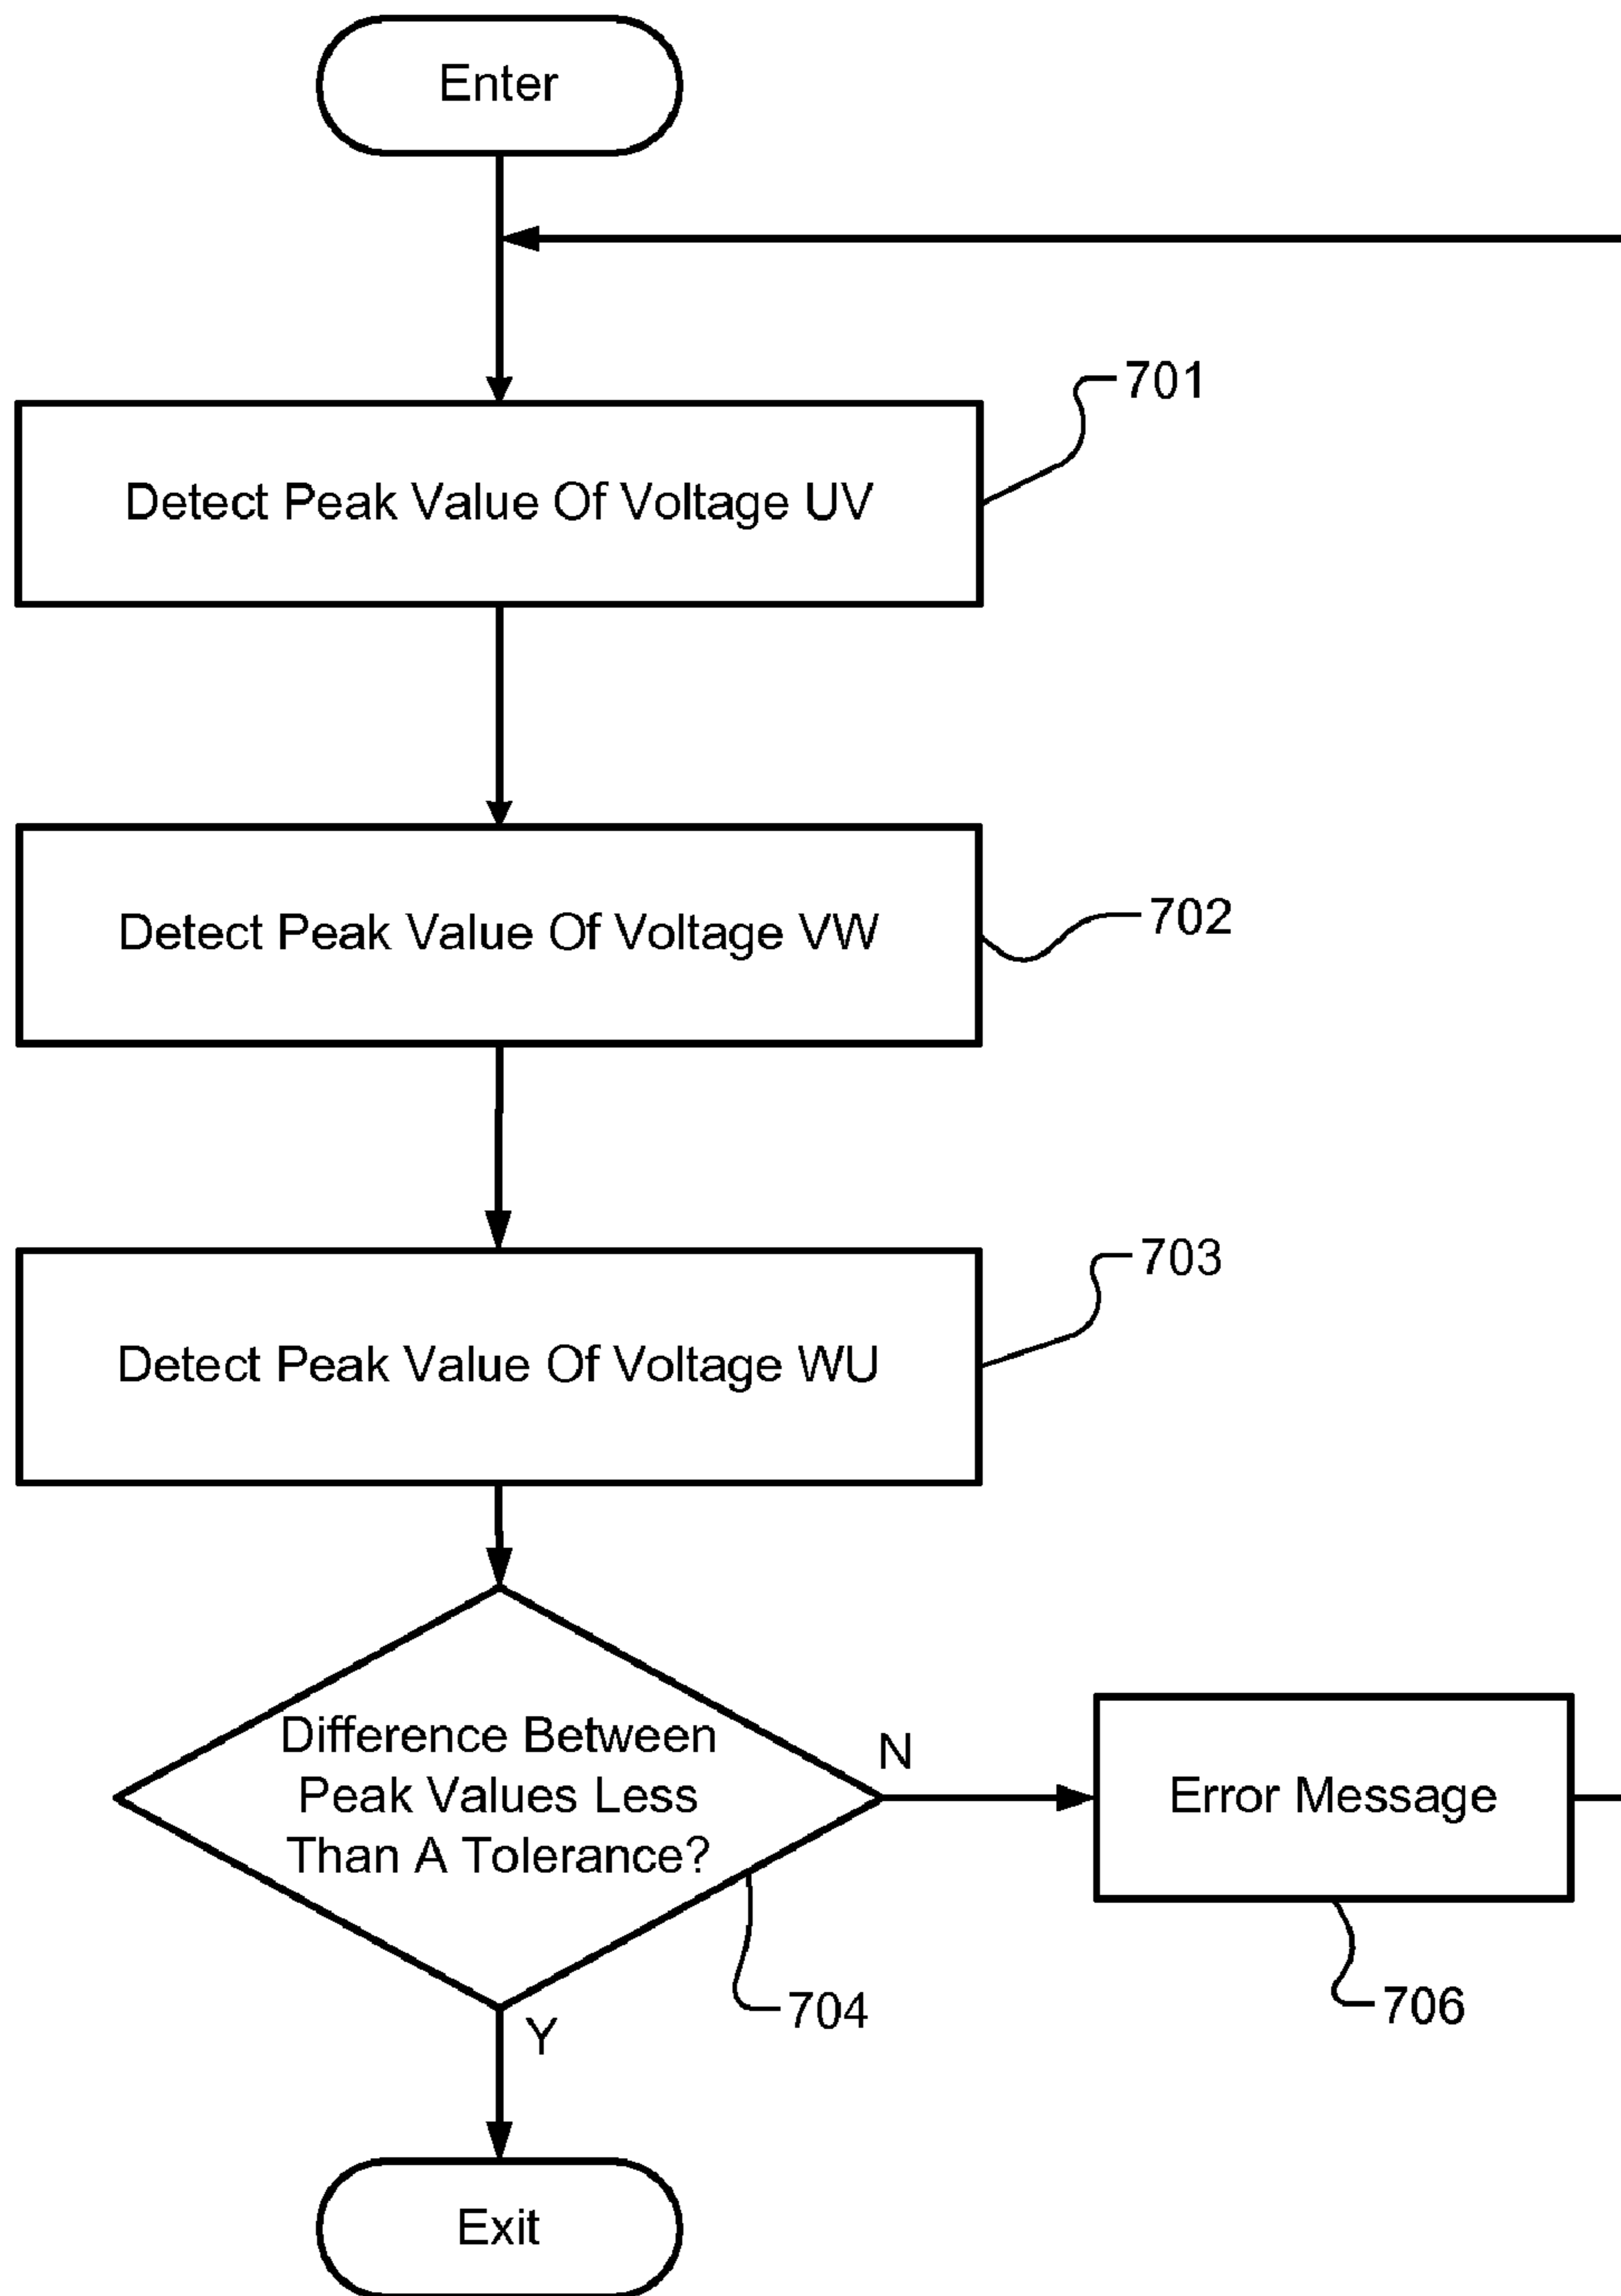 Enter
701
Detect Peak Value Of Voltage UV
702
Detect Peak Value Of Voltage VW
703
Detect Peak Value Of Voltage WU
Difference Between
Peak Values Less
Than A Tolerance?
N
Error Message
704
706
Y
Exit